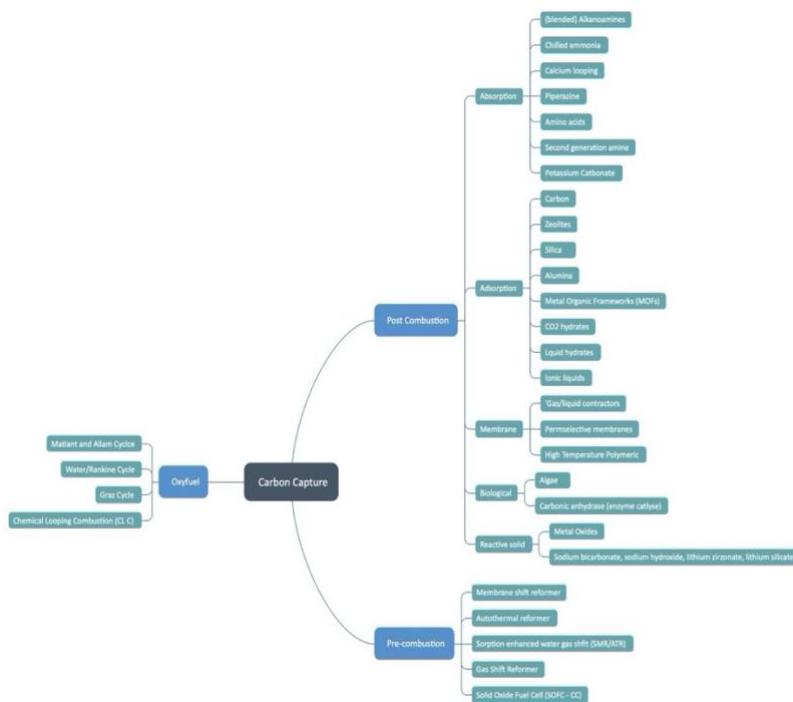 (blended) Alkanoamines
Chilled ammonia
Calcium looping
Absorption
Piperazine
Amino acids
Second generation amine
Potassium Catbonate
Carbon
Zeolites
Silica
Alumina
Adsorption
Metal Organic Frameworks (MOFs)
Post Combustion
CO2 hydrates
Lquid hydrates
Ionic liquids
'Gas/liquid contractors
Membrane
Permselective membranes
High Temperature Polymeric
Matiant and Allam Cyclce
Water/Rankine Cycle
Oxyfuel
Carbon Capture
Graz Cycle
Chemical Looping Combustion (CL C)
Algae
Biological
Carbonic anhydrase (enzyme catlyse)
Metal Oxides
Reactive solid
Sodium bicarbonate, sodium hydroxide, lithium zirzonate, lithium silicate
Membrane shift reformer
Autothermal reformer
Pre-combustion
Sorption enhanced water gas shfit (SMR/ATR)
Gas Shift Reformer
Solid Oxide Fuel Cell (SOFC - CC)